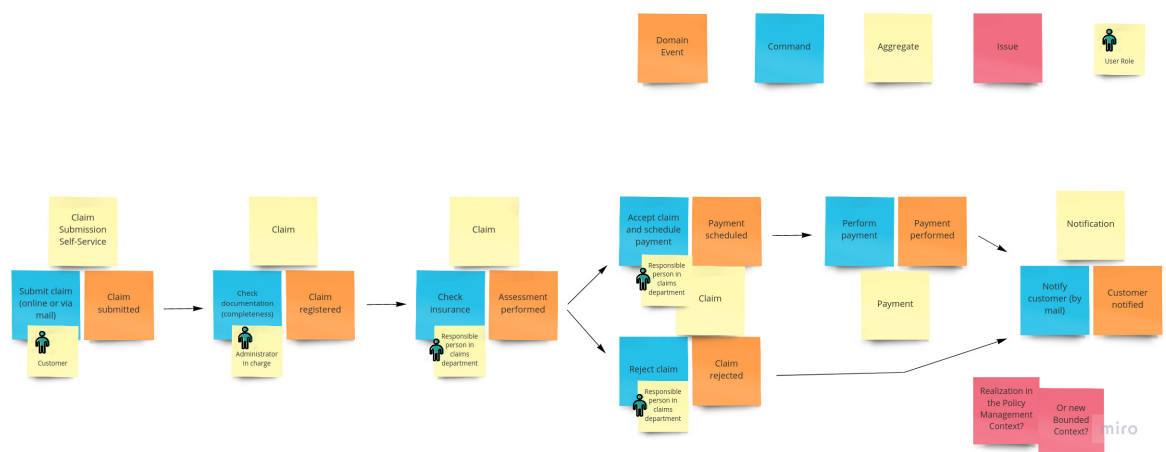 Domain
Event
Command
Aggregate
Issue
User Role
Claim
Submission
Self-Service
Submit claim
(online or via
mail)
Claim
submitted
Customer
Claim
Check
documentation
(completeness)
Claim
registered
Administrator
in charge
Claim
Check
insurance
Assessment
performed
Responsible
person in
claims
department
Accept claim
and schedule
payment
Payment
scheduled
Responsible
person in
claims
department
Claim
Reject claim
Claim
rejected
Responsible
person in
claims
department
Perform
payment
Payment
performed
Payment
Notification
Notify
customer (by
mail)
Customer
notified
Realization in
the Policy
Management
Context?
Or new
Bounded
Context?
miro